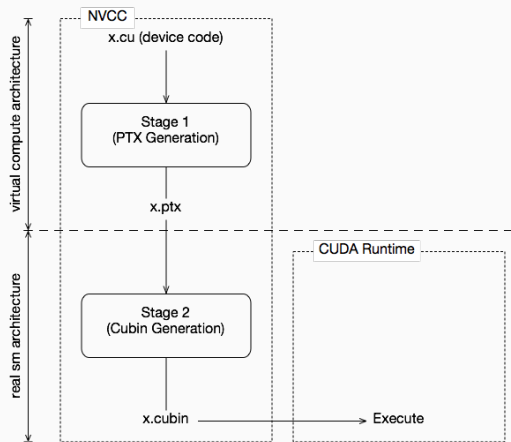 NVCC
x.cu (device code)
virtual compute architecture
Stage 1
(PTX Generation)
x.ptx
CUDA Runtime
real sm architecture
Stage 2
(Cubin Generation)
x.cubin
Execute